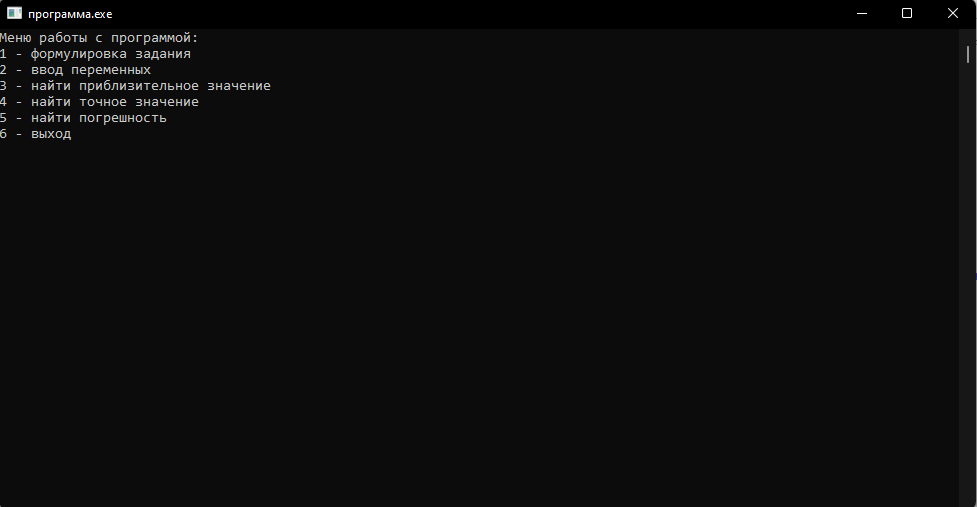 программа.exe
Меню работы с программой:
1 - формулировка задания
2 - ввод переменных
3 - найти приблизительное значение
4 - найти точное значение
5 - найти погрешность
6 - выход